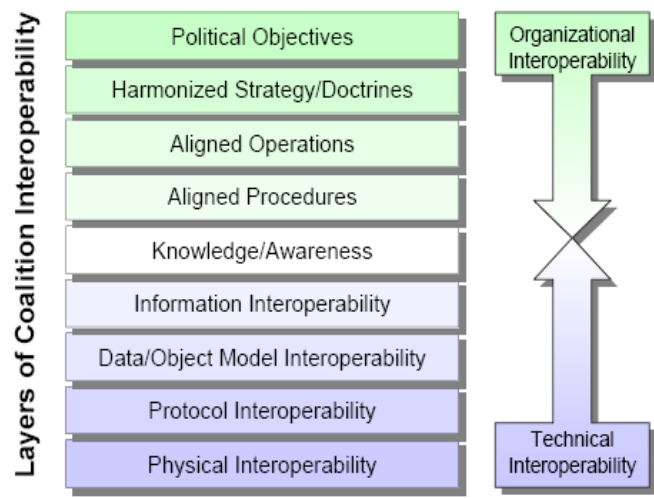 Layers of Coalition Interoperability
Political Objectives
Harmonized Strategy/Doctrines
Aligned Operations
Aligned Procedures
Knowledge/Awareness
Information Interoperability
Data/Object Model Interoperability
Protocol Interoperability
Physical Interoperability
Organizational
Interoperability
Technical
Interoperability